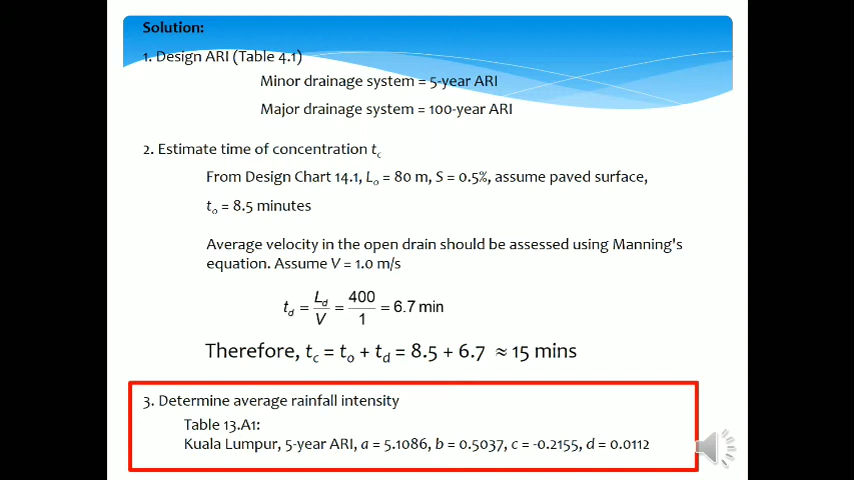 Solution:
1. Design ARI (Table 4.1)
Minor drainage system = 5-year ARI
Major drainage system = 100-year ARI
2. Estimate time of concentration t_c
From Design Chart 14.1, L_o = 80 m, S = 0.5%, assume paved surface,
t_o = 8.5 minutes
Average velocity in the open drain should be assessed using Manning's
equation. Assume V = 1.0 m/s
t_d = L_d/V = 400/1 = 6.7 min
Therefore, t_c = t_o + t_d = 8.5 + 6.7 ≈ 15 mins
3. Determine average rainfall intensity
Table 13.A1:
Kuala Lumpur, 5-year ARI, a = 5.1086, b = 0.5037, c = -0.2155, d = 0.0112